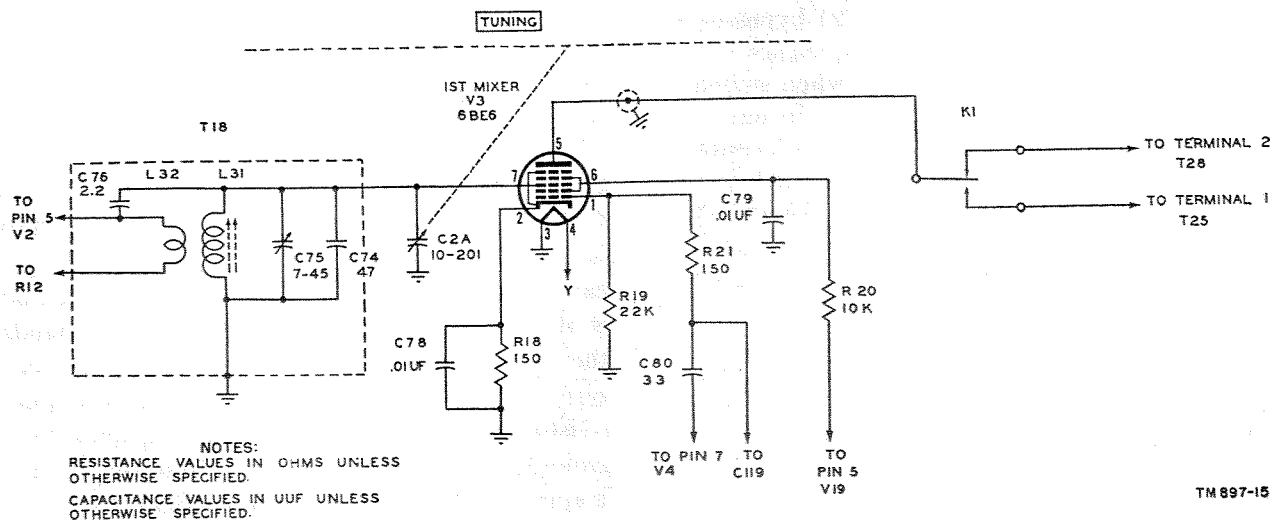 TUNING
1ST MIXER
V3
6BE6
K1
T18
5
TO TERMINAL 2
T28
C76
2.2
L32
L31
7
6
TO
PIN 5
V2
2
1
3
4
C79
.01UF
TO TERMINAL 1
T25
C2A
10-201
R21
150
TO
R12
C75
7-45
C74
47
Y
R19
22K
R20
10K
C78
.01UF
R18
150
C80
33
NOTES:
RESISTANCE VALUES IN OHMS UNLESS
OTHERWISE SPECIFIED.
CAPACITANCE VALUES IN UUF UNLESS
OTHERWISE SPECIFIED.
TO PIN 7
V4
TO
C119
TO
PIN 5
V19
TM 897-15